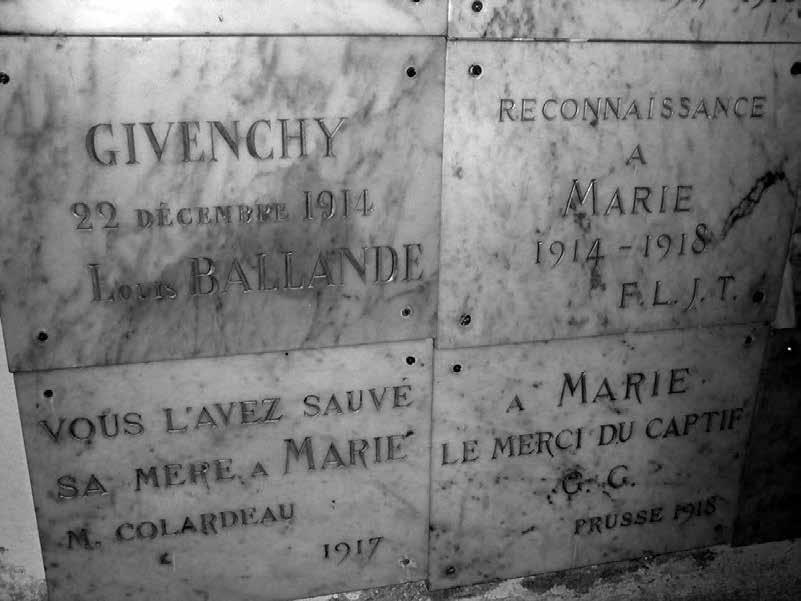 GIVENCHY
22 DÉCEMBRE 1914
LOUIS BALLANDE
RECONNAISSANCE
A
MARIE
1914-1918
F.L.J.T.
VOUS L'AVEZ SAUVÉ
SA MERE A MARIE
M. COLARDEAU
1917
A MARIE
LE MERCI DU CAPTIF
G. G.
PRUSSE 1918